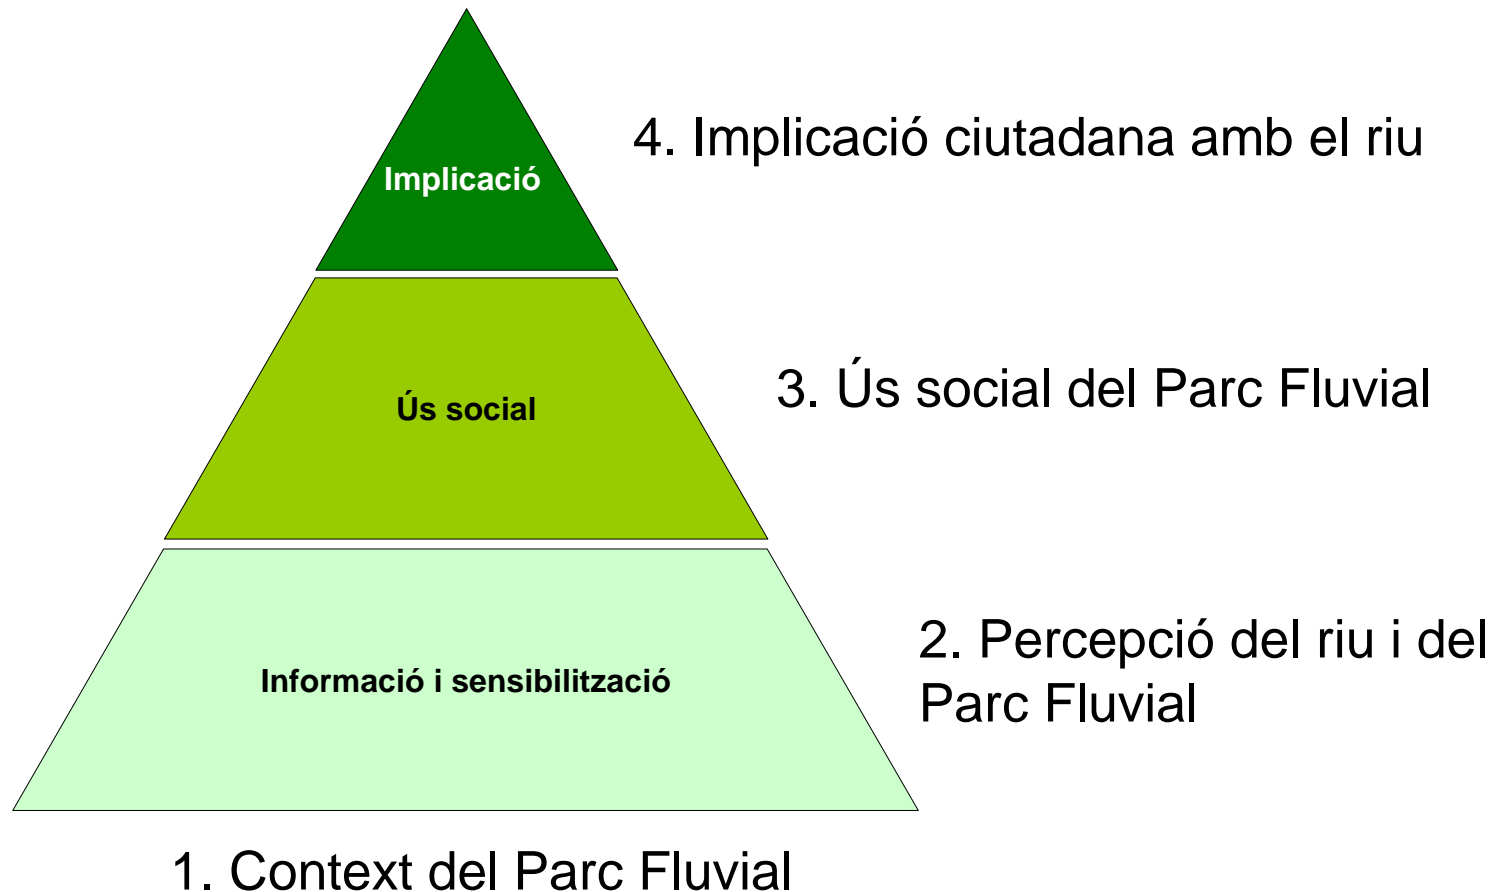 4. Implicació ciutadana amb el riu
Implicació
3. Ús social del Parc Fluvial
Ús social
2. Percepció del riu i del
Parc Fluvial
Informació i sensibilització
1. Context del Parc Fluvial